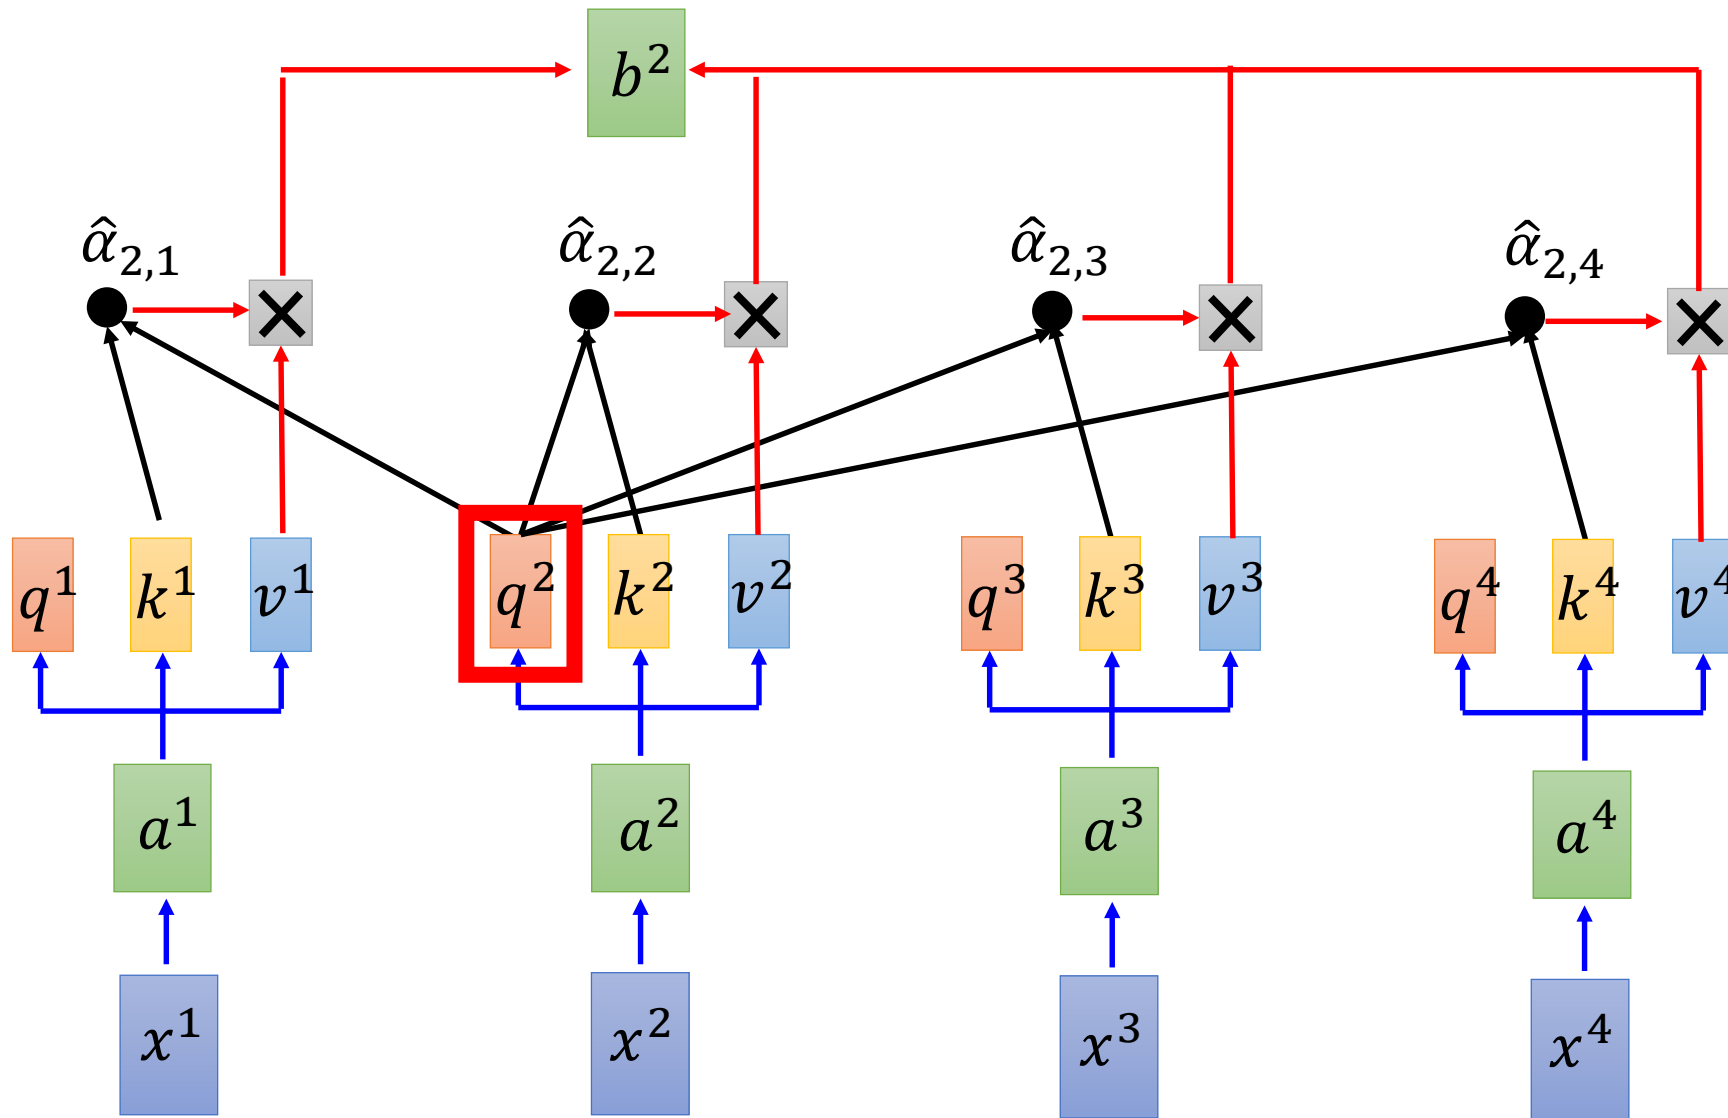 b²
α̂₂,₁ α̂₂,₂ α̂₂,₃ α̂₂,₄
q¹ k¹ v¹ q² k² v² q³ k³ v³ q⁴ k⁴ v⁴
a¹ a² a³ a⁴
x¹ x² x³ x⁴